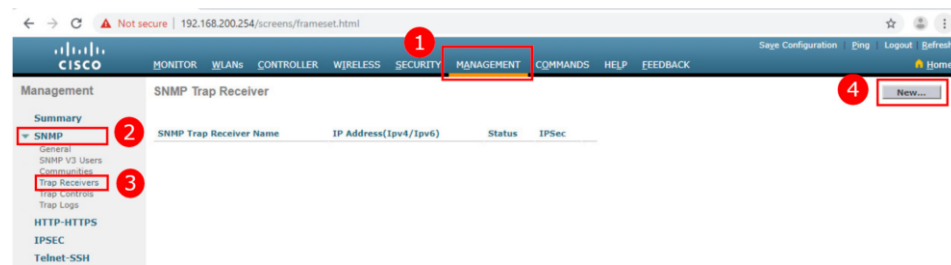 Not secure | 192.168.200.254/screens/frameset.html
1
Save Configuration Ping Logout Refresh
CISCO MONITOR WLANs CONTROLLER WIRELESS SECURITY MANAGEMENT COMMANDS HELP FEEDBACK Home
Management
SNMP Trap Receiver
4
New...
Summary
SNMP
2
General
SNMP V3 Users
Communities
Trap Receivers
3
Trap Controls
Trap Logs
HTTP-HTTPS
IPSEC
Telnet-SSH
SNMP Trap Receiver Name IP Address(Ipv4/Ipv6) Status IPSec